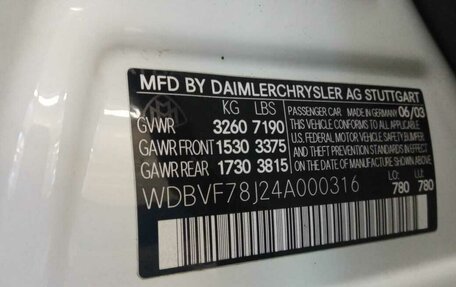 MFD BY DAIMLERCHRYSLER AG STUTTGART
KG LBS PASSENGER CAR MADE IN GERMANY 06/03
GVWR 3260 7190 THIS VEHICLE CONFORMS TO ALL APPLICABLE
GAWR FRONT 1530 3375 U.S. FEDERAL MOTOR VEHICLE SAFETY, BUMPER,
GAWR REAR 1730 3815 AND THEFT PREVENTION STANDARDS IN EFFECT
ON THE DATE OF MANUFACTURE SHOWN ABOVE
WDBVF78J24A000316 LO: 780 UP: 780